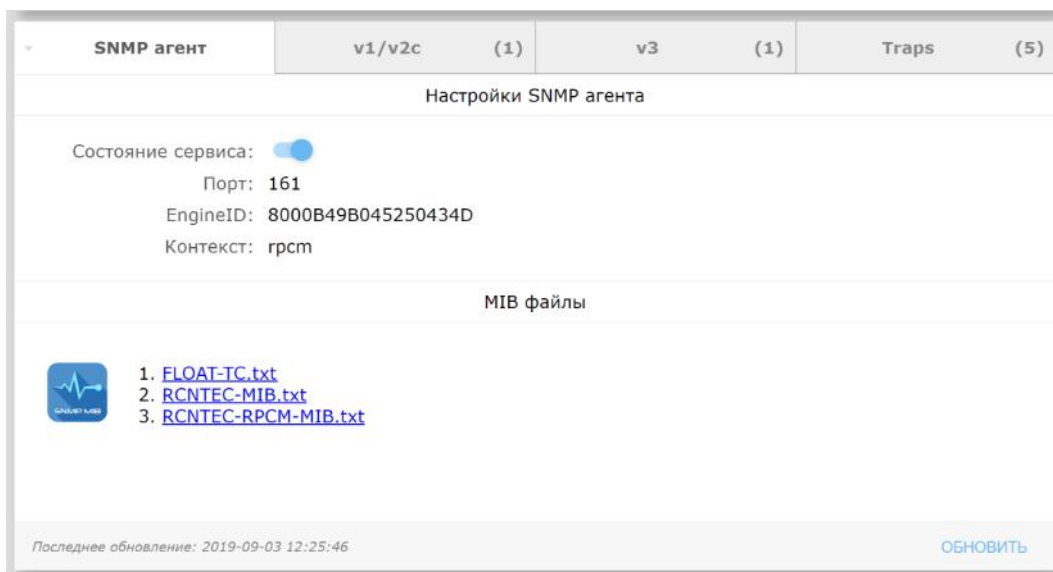 SNMP агент v1/v2c (1) v3 (1) Traps (5)
Настройки SNMP агента
Состояние сервиса:
Порт: 161
EngineID: 8000B49B045250434D
Контекст: rpcm
MIB файлы
1. FLOAT-TC.txt
2. RCNTEC-MIB.txt
3. RCNTEC-RPCM-MIB.txt
SNMP MIB
Последнее обновление: 2019-09-03 12:25:46 ОБНОВИТЬ